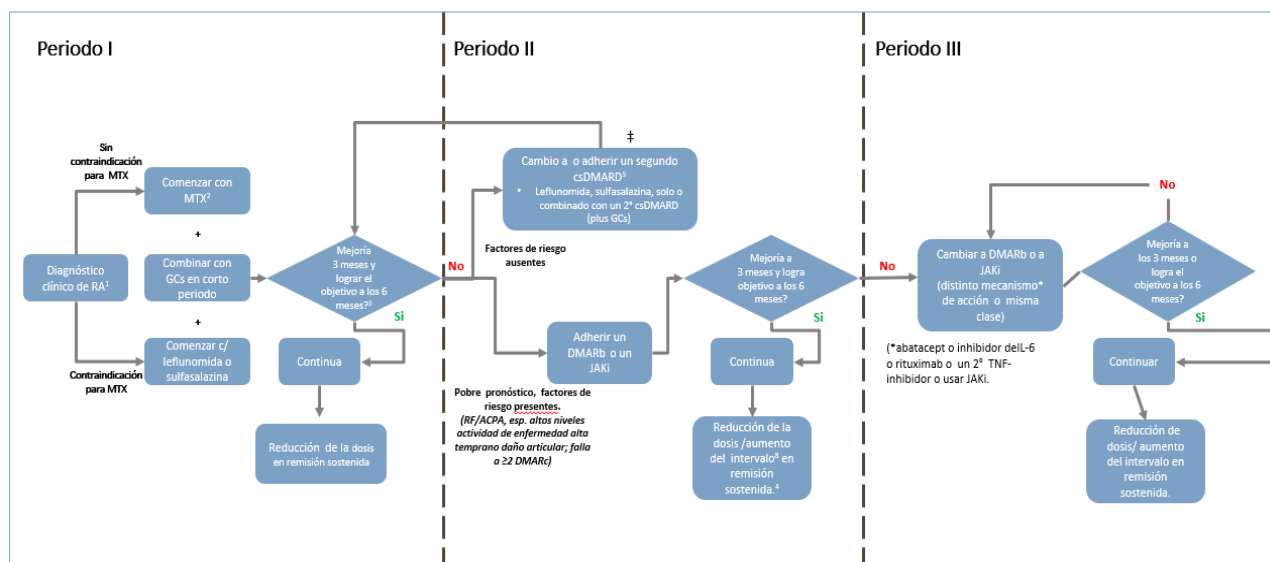 Periodo I
Sin
contraindicación
para MTX
Comenzar con
MTX²
+
Diagnóstico
clínico de RA¹
Combinar con
GCs en corto
periodo
+
Comenzar c/
leflunomida o
sulfasalazina
Contraindicación
para MTX
Mejoría
3 meses y
lograr el
objetivo a los 6
meses?³
No
Si
Continua
Reducción de la dosis
en remisión sostenida
Periodo II
‡
Cambio a o adherir un segundo
csDMARD⁵
• Leflunomida, sulfasalazina, solo o
combinado con un 2° csDMARD
(plus GCs)
Factores de riesgo
ausentes
Adherir un
DMARb o un
JAKi
Pobre pronóstico, factores de
riesgo presentes.
(RF/ACPA, esp. altos niveles
actividad de enfermedad alta
temprano daño articular; falla
a ≥2 DMARc)
Mejoría a
3 meses y logra
objetivo a los 6
meses?
No
Si
Continua
Reducción de la
dosis /aumento
del intervalo⁸ en
remisión
sostenida.⁴
Periodo III
No
Cambiar a DMARb o a
JAKi
(distinto mecanismo*
de acción o misma
clase)
Mejoría a
los 3 meses o
logra el
objetivo a los 6
meses?
Si
(*abatacept o inhibidor delL-6
o rituximab o un 2⁰ TNF-
inhibidor o usar JAKi.
Continuar
Reducción de
dosis/ aumento
del intervalo en
remisión
sostenida.